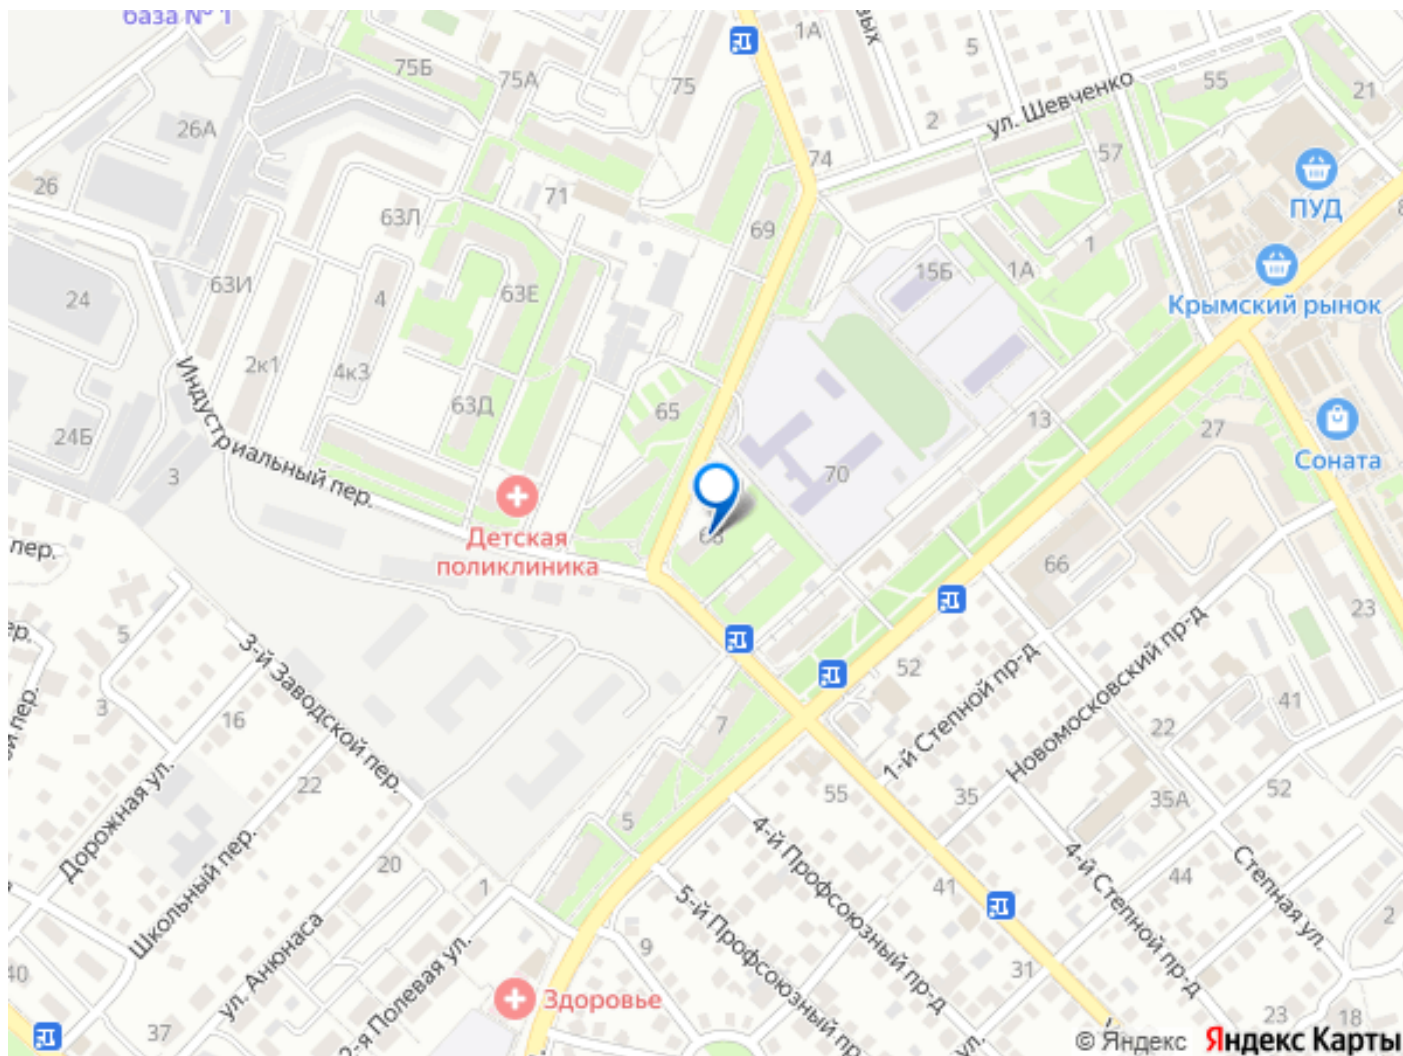 база № 1
1А
5
75Б
75А
75
55
21
ул. Шевченко
2
26А
57
74
26
71
63Л
69
ПУД
1
15Б
1А
63И
63Е
24
4
Крымский рынок
2к1
4к3
63Д
65
13
27
24Б
3
Индустриальный пер.
70
Соната
Детская
поликлиника
66
пер.
23
5
52
3-й Заводской пер.
1-й Степной пр-д
Новомосковский пр-д
3
16
7
22
41
22
35А
52
55
35
Дорожная ул.
5
4-й Профсоюзный пр-д
4-й Степной пр-д
Степная ул.
Школьный пер.
20
1
41
44
5-й Профсоюзный пр
2
ул. Анюнаса
9
40
2-я Полевая ул.
31
Здоровье
23
18
37
ул.
© Яндекс Яндекс Карты